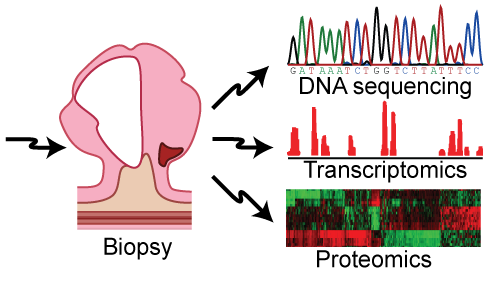 GATAAATCTGGTCTTATTTCC
DNA sequencing
Transcriptomics
Biopsy
Proteomics